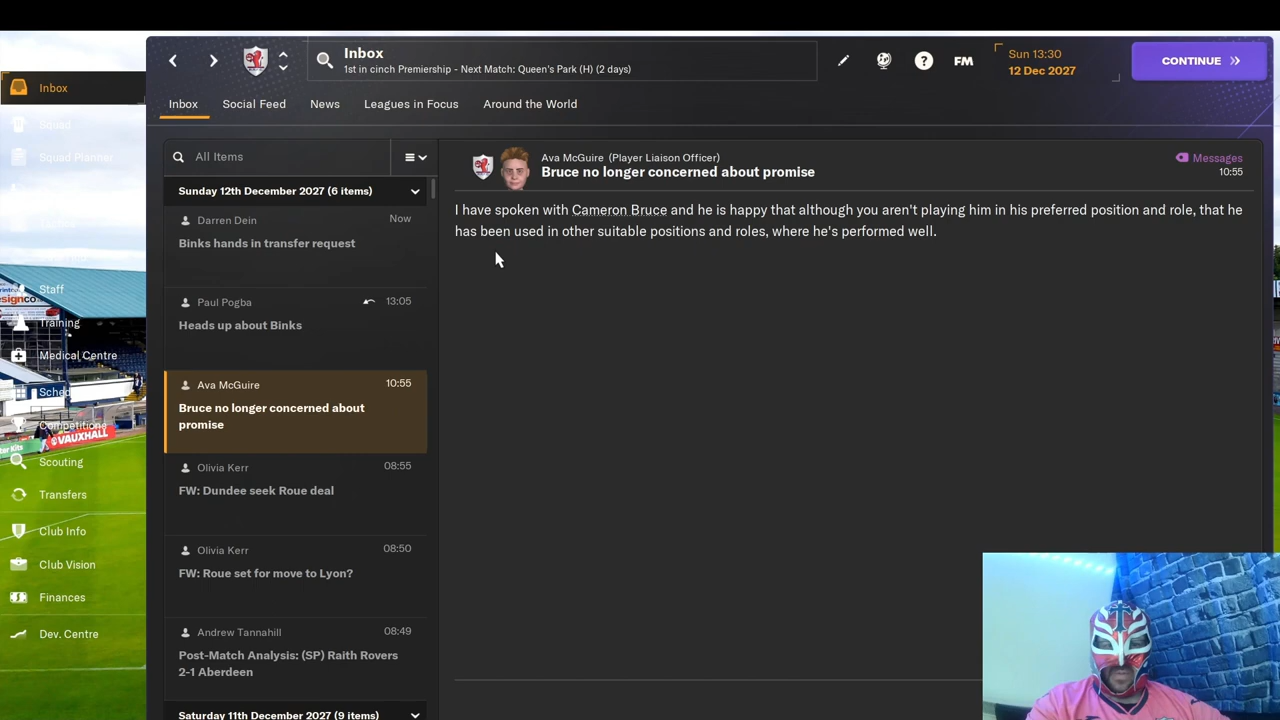 Inbox
1st in cinch Premiership - Next Match: Queen's Park (H) (2 days)
FM
Sun 13:30
12 Dec 2027
CONTINUE
Inbox
Social Feed
News
Leagues in Focus
Around the World
Inbox
Squad
Squad Planner
Staff
Training
Medical Centre
Sched
Competitions
VAUXHALL
Scouting
Transfers
Club Info
Club Vision
Finances
Dev. Centre
All Items
Sunday 12th December 2027 (6 items)
Darren Dein
Now
Binks hands in transfer request
Paul Pogba
13:05
Heads up about Binks
Ava McGuire
10:55
Bruce no longer concerned about
promise
Olivia Kerr
08:55
FW: Dundee seek Roue deal
Olivia Kerr
08:50
FW: Roue set for move to Lyon?
Andrew Tannahill
08:49
Post-Match Analysis: (SP) Raith Rovers
2-1 Aberdeen
Saturday 11th December 2027 (9 items)
Ava McGuire (Player Liaison Officer)
Bruce no longer concerned about promise
Messages
10:55
I have spoken with Cameron Bruce and he is happy that although you aren't playing him in his preferred position and role, that he
has been used in other suitable positions and roles, where he's performed well.